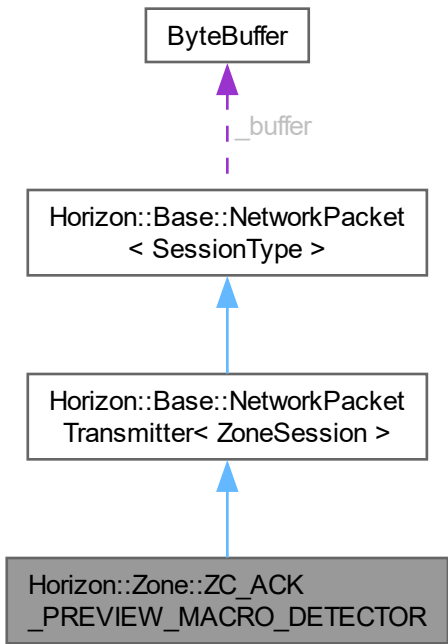 ByteBuffer
_buffer
Horizon::Base::NetworkPacket
< SessionType >
Horizon::Base::NetworkPacket
Transmitter< ZoneSession >
Horizon::Zone::ZC_ACK
_PREVIEW_MACRO_DETECTOR